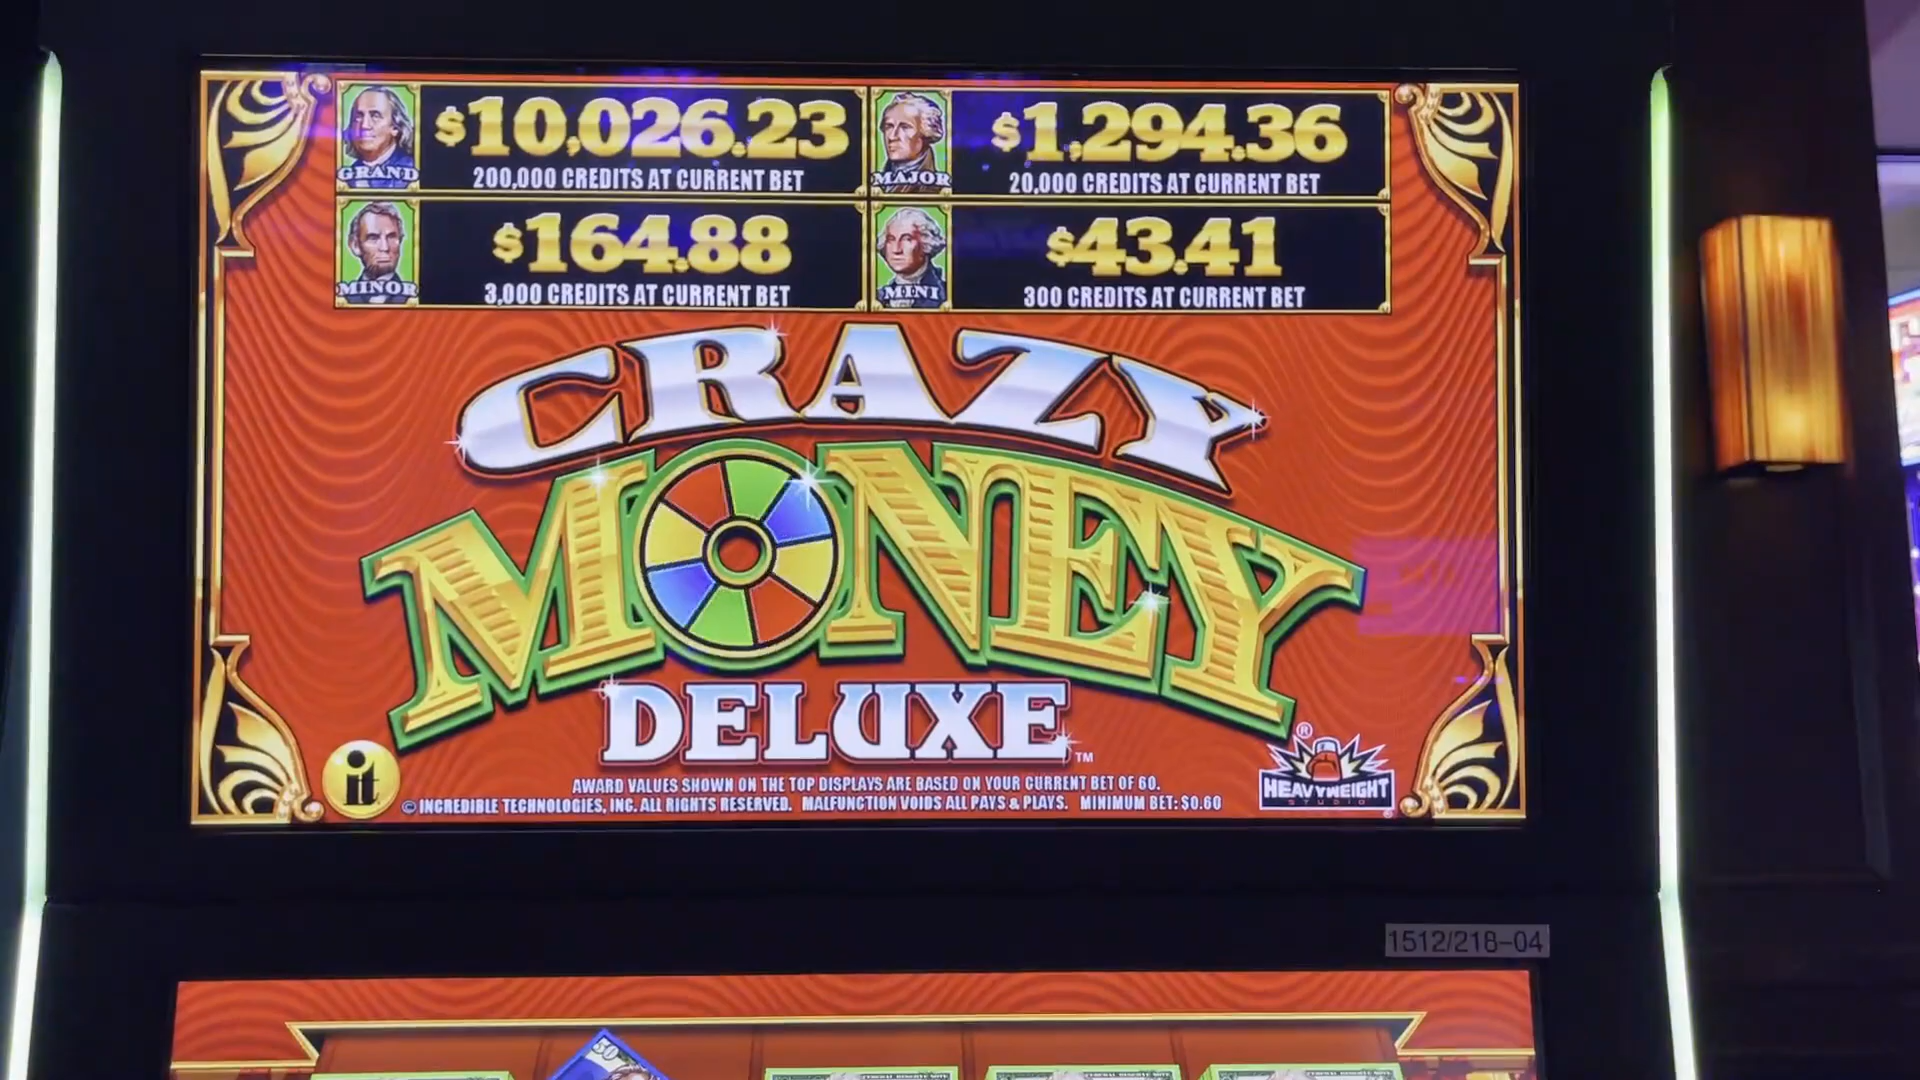 GRAND
$10,026.23
200,000 CREDITS AT CURRENT BET
MAJOR
$1,294.36
20,000 CREDITS AT CURRENT BET
MINOR
$164.88
3,000 CREDITS AT CURRENT BET
MINI
$43.41
300 CREDITS AT CURRENT BET
CRAZY
MONEY
DELUXE™
it
AWARD VALUES SHOWN ON THE TOP DISPLAYS ARE BASED ON YOUR CURRENT BET OF 60.
© INCREDIBLE TECHNOLOGIES, INC. ALL RIGHTS RESERVED. MALFUNCTION VOIDS ALL PAYS & PLAYS. MINIMUM BET: $0.60
®
HEAVYWEIGHT
STUDIO
1512/218-04
50